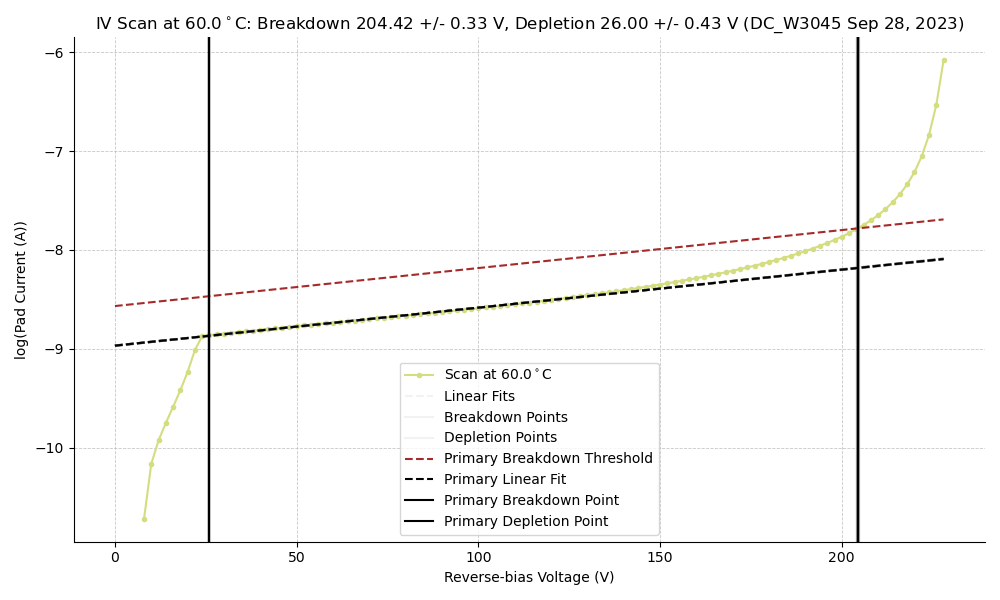 IV Scan at 60.0°C: Breakdown 204.42 +/- 0.33 V, Depletion 26.00 +/- 0.43 V (DC_W3045 Sep 28, 2023)
log(Pad Current (A))
−6
−7
−8
−9
−10
Scan at 60.0°C
Linear Fits
Breakdown Points
Depletion Points
Primary Breakdown Threshold
Primary Linear Fit
Primary Breakdown Point
Primary Depletion Point
0 50 100 150 200
Reverse-bias Voltage (V)